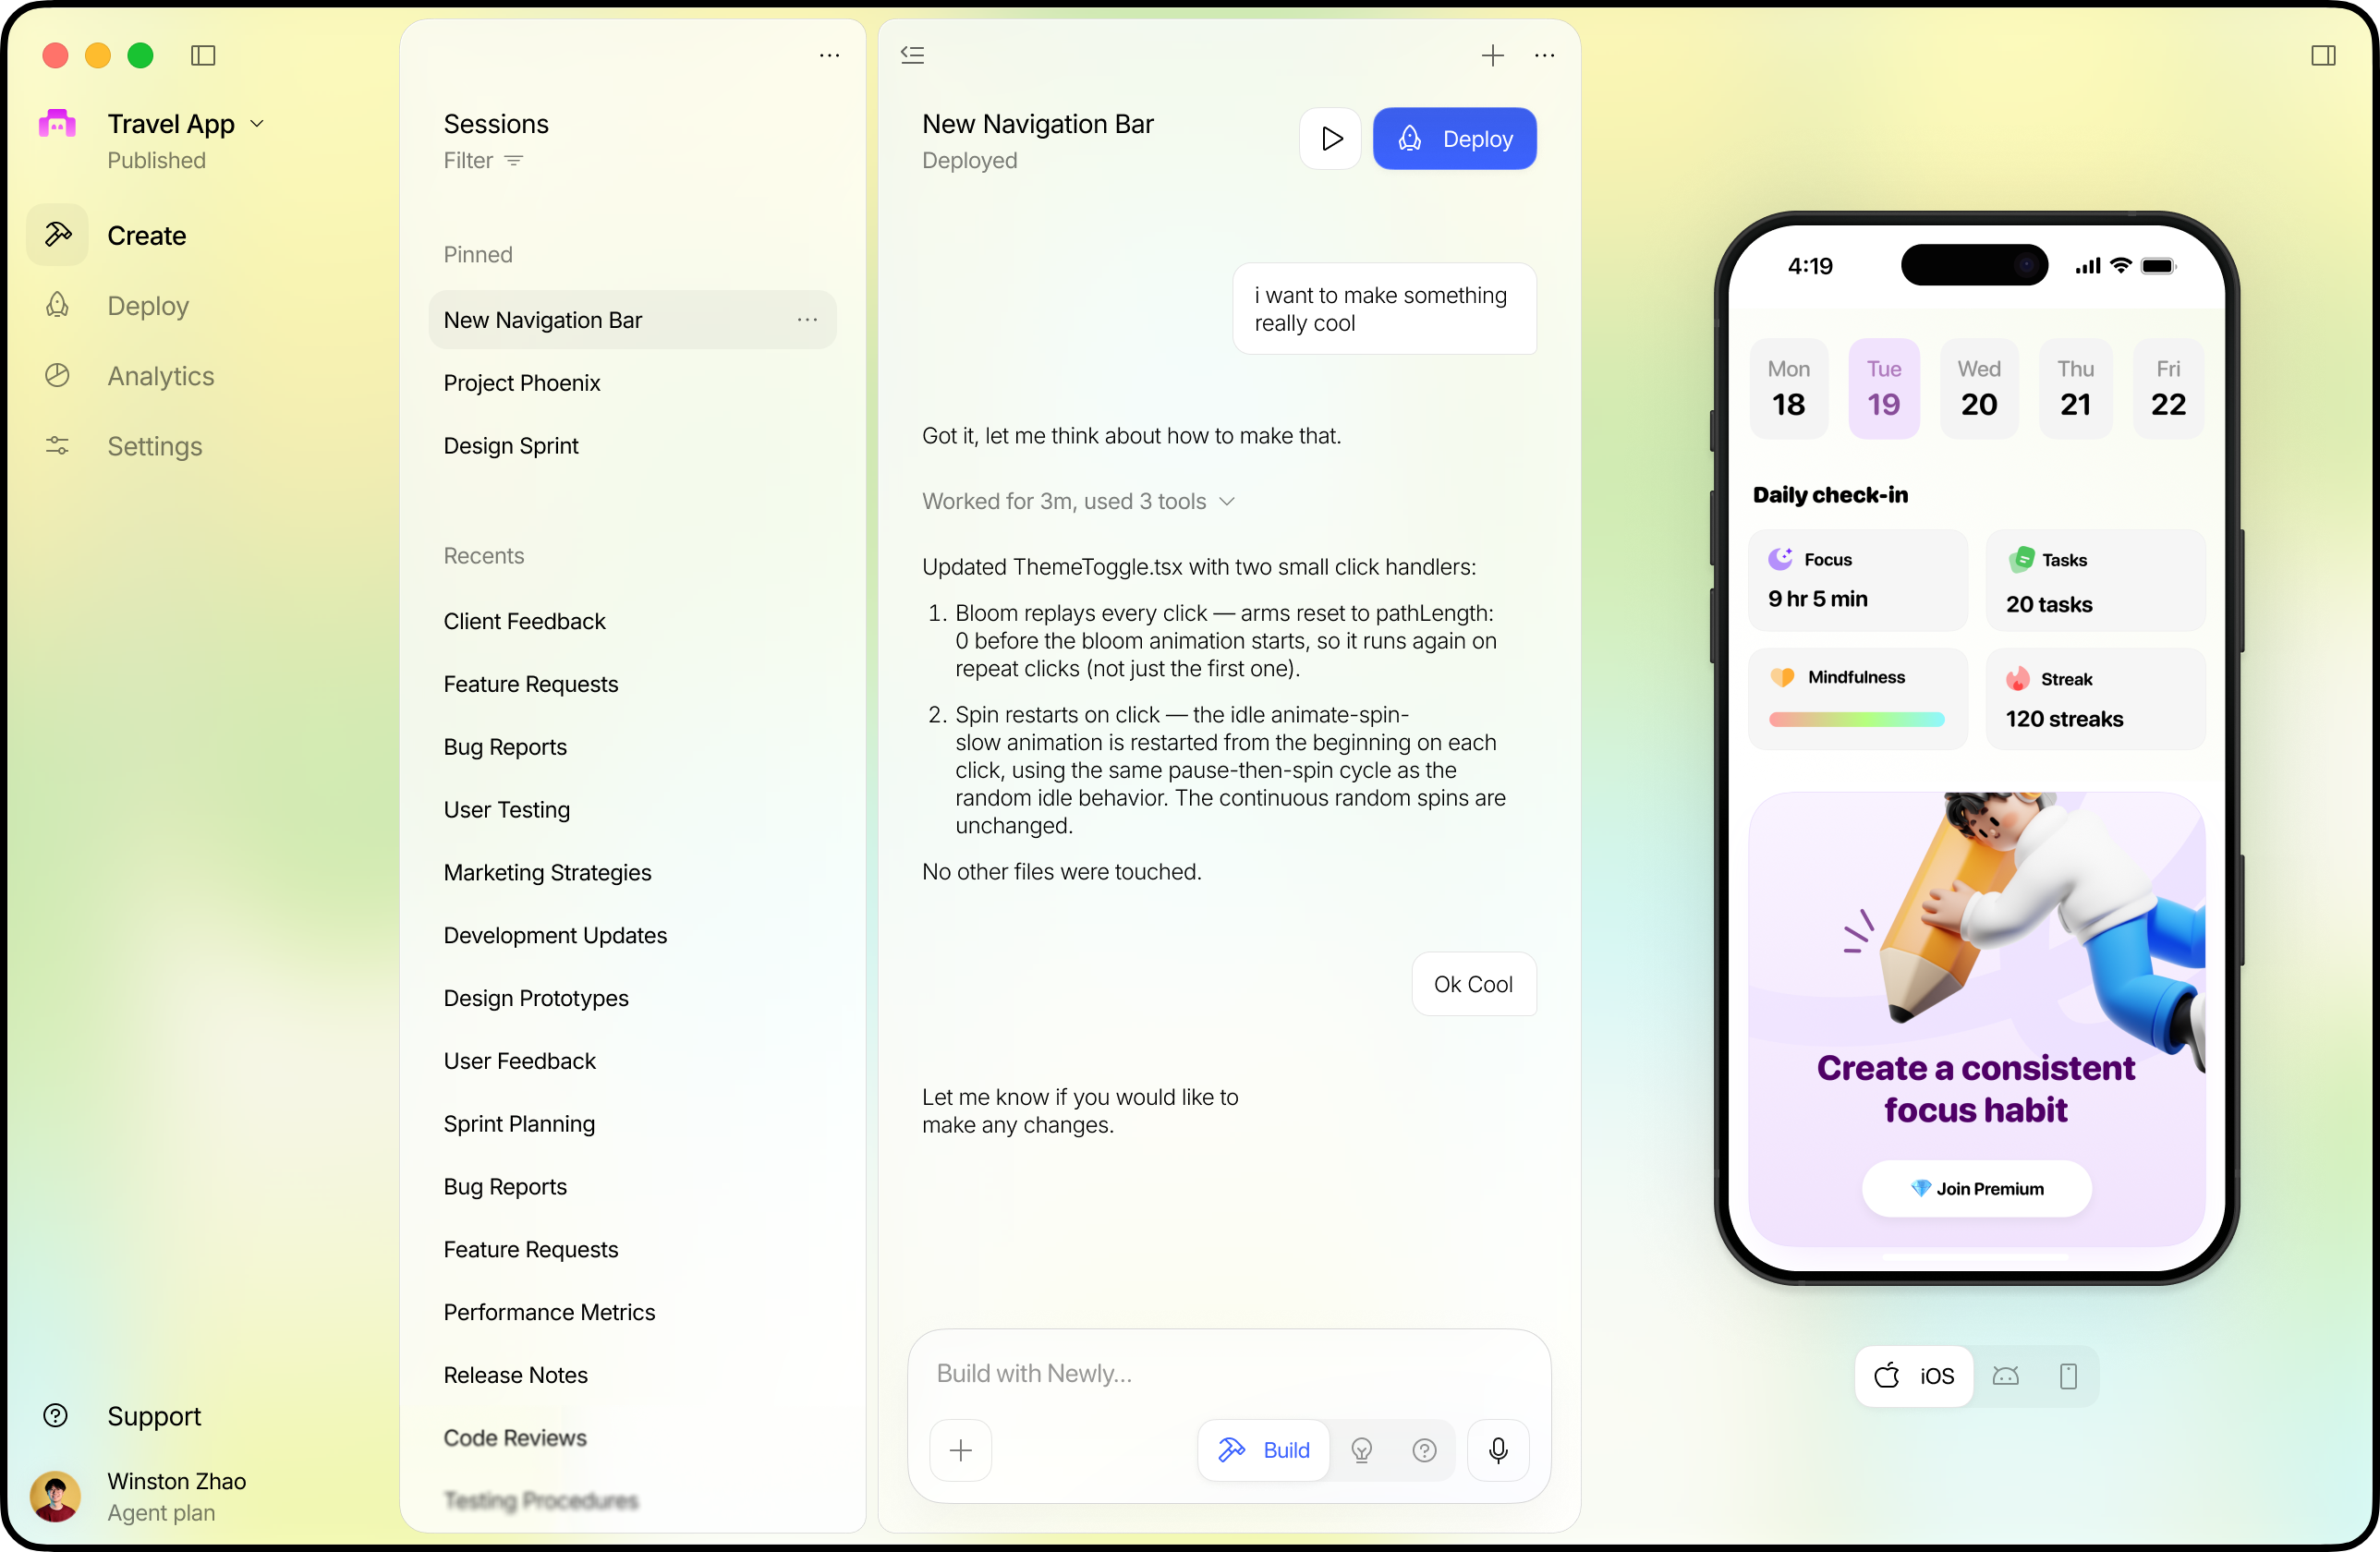 Travel App
Published
Create
Deploy
Analytics
Settings
Support
Winston Zhao
Agent plan
Sessions
Filter
Pinned
New Navigation Bar
Project Phoenix
Design Sprint
Recents
Client Feedback
Feature Requests
Bug Reports
User Testing
Marketing Strategies
Development Updates
Design Prototypes
User Feedback
Sprint Planning
Bug Reports
Feature Requests
Performance Metrics
Release Notes
Code Reviews
Testing Procedures
New Navigation Bar
Deployed
Deploy
i want to make something
really cool
Got it, let me think about how to make that.
Worked for 3m, used 3 tools
Updated ThemeToggle.tsx with two small click handlers:
1. Bloom replays every click — arms reset to pathLength:
0 before the bloom animation starts, so it runs again on
repeat clicks (not just the first one).
2. Spin restarts on click — the idle animate-spin-
slow animation is restarted from the beginning on each
click, using the same pause-then-spin cycle as the
random idle behavior. The continuous random spins are
unchanged.
No other files were touched.
Ok Cool
Let me know if you would like to
make any changes.
Build with Newly...
Build
4:19
Mon Tue Wed Thu Fri
18 19 20 21 22
Daily check-in
Focus
9 hr 5 min
Tasks
20 tasks
Mindfulness
Streak
120 streaks
Create a consistent
focus habit
Join Premium
iOS